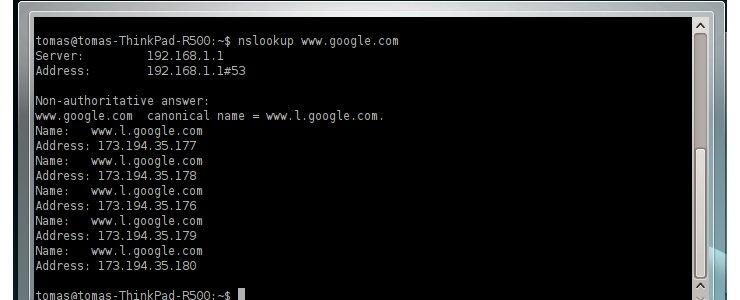 tomas@tomas-ThinkPad-R500:~$ nslookup www.google.com
Server:         192.168.1.1
Address:        192.168.1.1#53
Non-authoritative answer:
www.google.com  canonical name = www.l.google.com.
Name:   www.l.google.com
Address: 173.194.35.177
Name:   www.l.google.com
Address: 173.194.35.178
Name:   www.l.google.com
Address: 173.194.35.176
Name:   www.l.google.com
Address: 173.194.35.179
Name:   www.l.google.com
Address: 173.194.35.180
tomas@tomas-ThinkPad-R500:~$